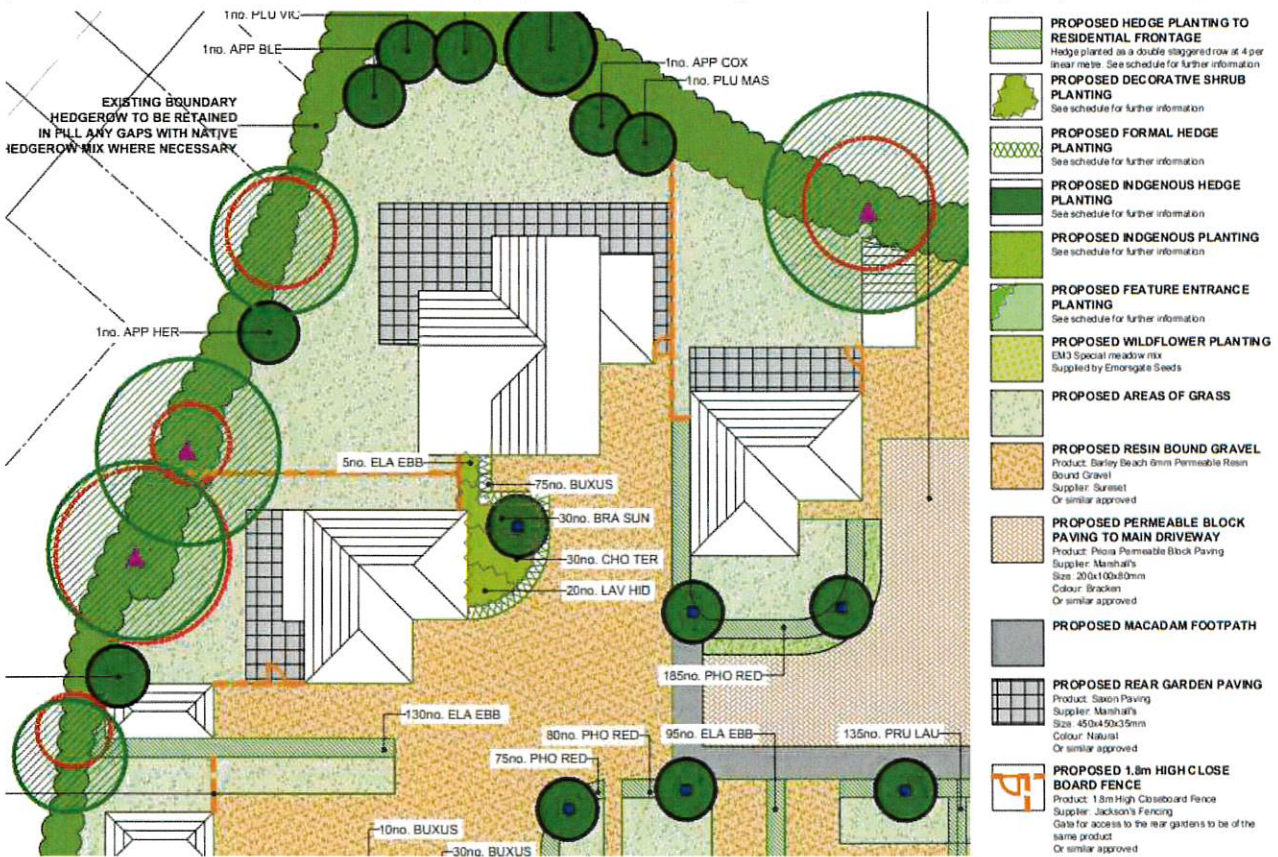 1no. PLU VIC
1no. APP BLE
1no. APP COX
1no. PLU MAS
EXISTING BOUNDARY
HEDGEROW TO BE RETAINED
IN PILL ANY GAPS WITH NATIVE
HEDGEROW MIX WHERE NECESSARY
1no. APP HER
5no. ELA EBB
75no. BUXUS
30no. BRA SUN
30no. CHO TER
20no. LAV HID
185no. PHO RED
130no. ELA EBB
80no. PHO RED
95no. ELA EBB
135no. PRU LAU
75no. PHO RED
10no. BUXUS
30no. BUXUS
PROPOSED HEDGE PLANTING TO
RESIDENTIAL FRONTAGE
Hedge planted as a double staggered row at 4 per
linear metre. See schedule for further information
PROPOSED DECORATIVE SHRUB
PLANTING
See schedule for further information
PROPOSED FORMAL HEDGE
PLANTING
See schedule for further information
PROPOSED INDGENOUS HEDGE
PLANTING
See schedule for further information
PROPOSED INDGENOUS PLANTING
See schedule for further information
PROPOSED FEATURE ENTRANCE
PLANTING
See schedule for further information
PROPOSED WILDFLOWER PLANTING
EM3 Special meadow mix
Supplied by Emorsgate Seeds
PROPOSED AREAS OF GRASS
PROPOSED RESIN BOUND GRAVEL
Product: Barley Beach 6mm Permeable Resin
Bound Gravel
Supplier: Sureset
Or similar approved
PROPOSED PERMEABLE BLOCK
PAVING TO MAIN DRIVEWAY
Product: Priora Permeable Block Paving
Supplier: Marshall's
Size: 200x100x80mm
Colour: Bracken
Or similar approved
PROPOSED MACADAM FOOTPATH
PROPOSED REAR GARDEN PAVING
Product: Saxon Paving
Supplier: Marshall's
Size: 450x450x35mm
Colour: Natural
Or similar approved
PROPOSED 1.8m HIGH CLOSE
BOARD FENCE
Product: 1.8m High Closeboard Fence
Supplier: Jackson's Fencing
Gate for access to the rear gardens to be of the
same product
Or similar approved